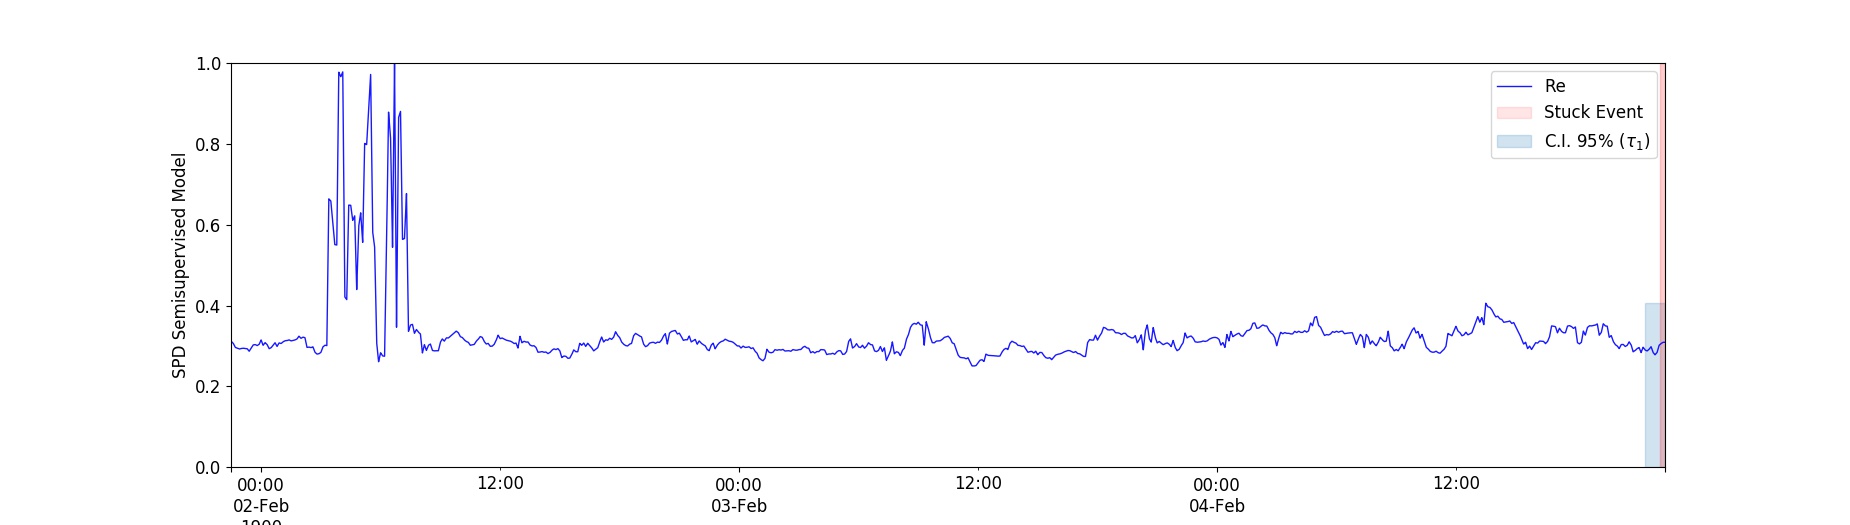 1.0
0.8
0.6
0.4
0.2
0.0
SPD Semisupervised Model
Re
Stuck Event
C.I. 95% (τ₁)
00:00
02-Feb
12:00
00:00
03-Feb
12:00
00:00
04-Feb
12:00